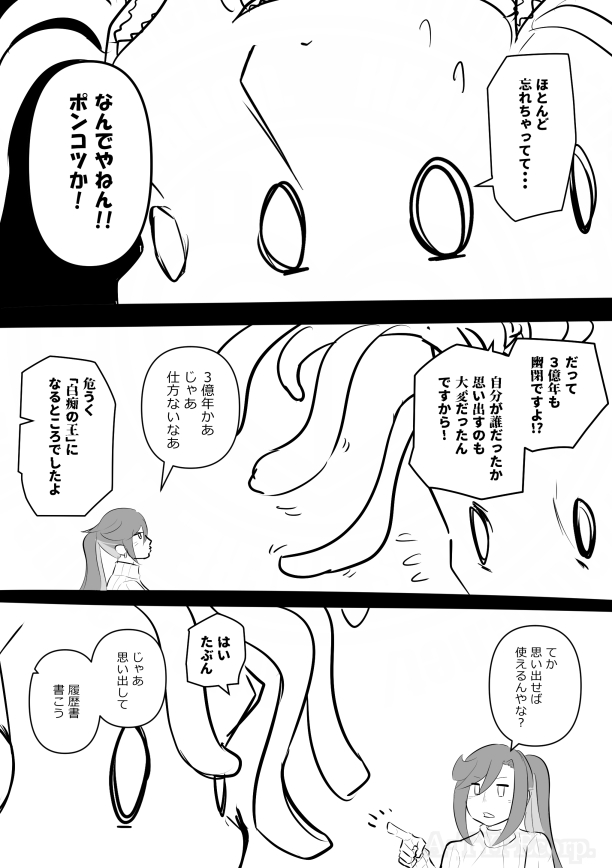 ほとんど
忘れちゃってて・・・
なんでやねん!!
ポンコツか!
だって
3億年も
幽閉ですよ!?
自分が誰だったか
思い出すのも
大変だったん
ですから!
3億年かあ
じゃあ
仕方ないなあ
危うく
「白痴の王」に
なるところでしたよ
てか
思い出せば
使えるんやな?
はい
たぶん
じゃあ
思い出して
履歴書
書こう